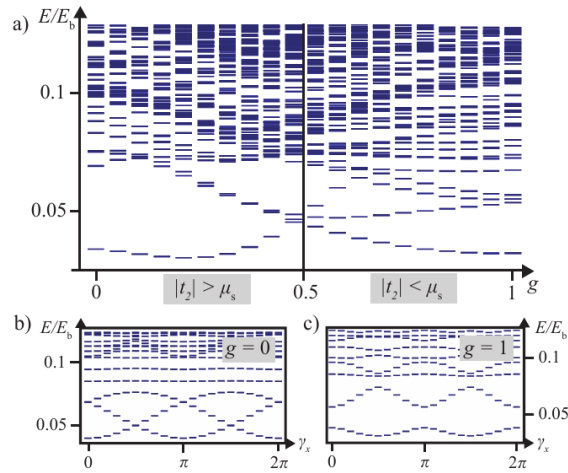 a) E/E_b
0.1
0.05
0 |t_2| > μ_s 0.5 |t_2| < μ_s 1 g
b) E/E_b
0.1
0.05
g = 0
0 π 2π γ_x
c) E/E_b
0.1
0.05
g = 1
0 π 2π γ_x